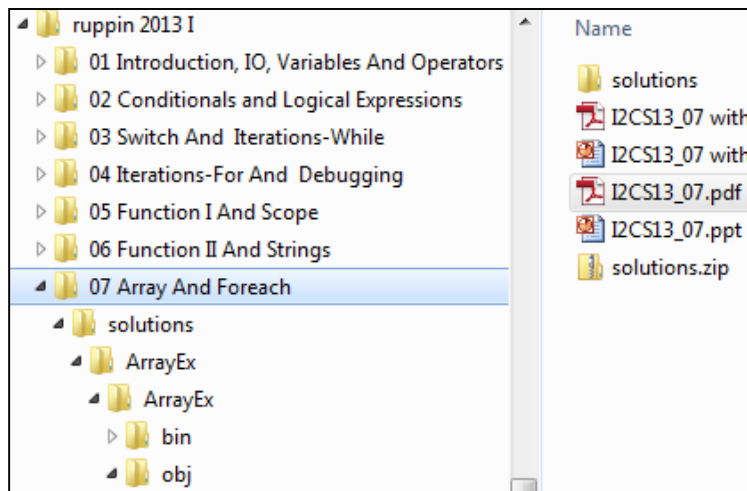 ruppin 2013 I
01 Introduction, IO, Variables And Operators
02 Conditionals and Logical Expressions
03 Switch And Iterations-While
04 Iterations-For And Debugging
05 Function I And Scope
06 Function II And Strings
07 Array And Foreach
solutions
ArrayEx
ArrayEx
bin
obj
Name
solutions
I2CS13_07 with
I2CS13_07 with
I2CS13_07.pdf
I2CS13_07.ppt
solutions.zip